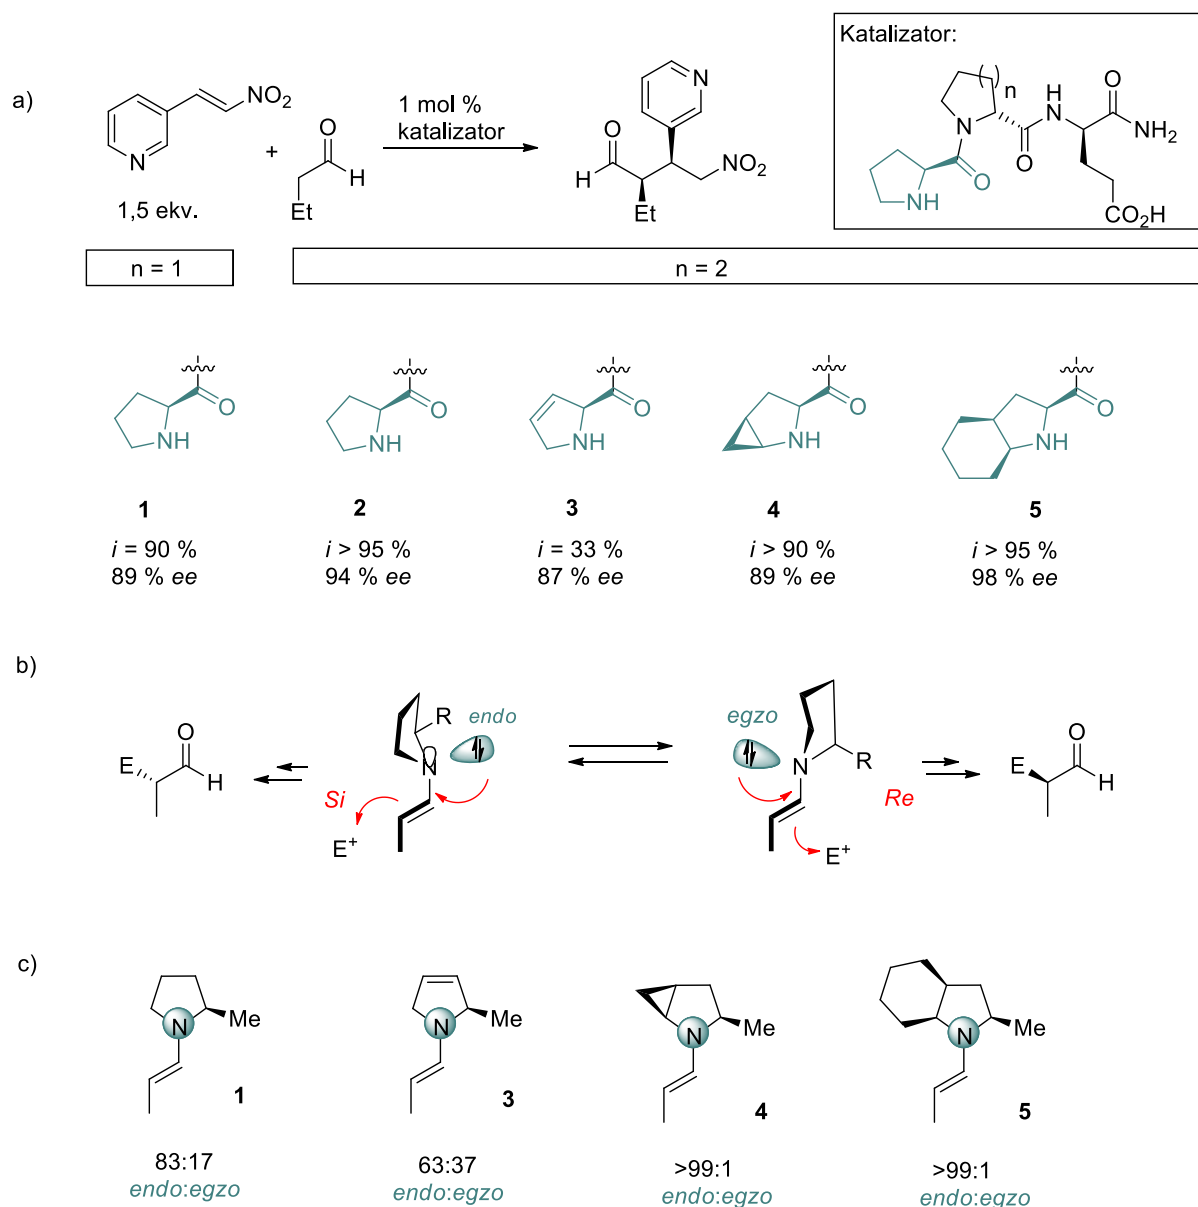 a)
NO2
N
1,5 ekv.
+
O
H
Et
1 mol %
katalizator
N
O
H
NO2
Et
Katalizator:
( )
n
N
O
H
N
O
NH2
O
NH
CO2H
n = 1
n = 2
O
NH
O
NH
O
NH
O
NH
O
NH
1
2
3
4
5
i = 90 %
89 % ee
i > 95 %
94 % ee
i = 33 %
87 % ee
i > 90 %
89 % ee
i > 95 %
98 % ee
b)
O
E
H
R
endo
N
Si
E+
egzo
N
R
Re
E+
O
E
H
c)
N
Me
1
N
Me
3
N
Me
4
N
Me
5
83:17
endo:egzo
63:37
endo:egzo
>99:1
endo:egzo
>99:1
endo:egzo